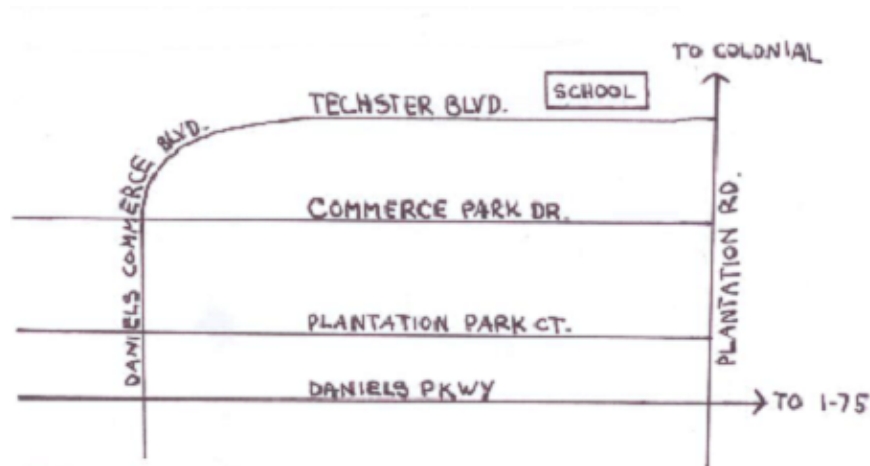 TO COLONIAL
SCHOOL
TECHSTER BLVD.
DANIELS COMMERCE BLVD.
COMMERCE PARK DR.
PLANTATION RD.
PLANTATION PARK CT.
DANIELS PKWY
TO I-75